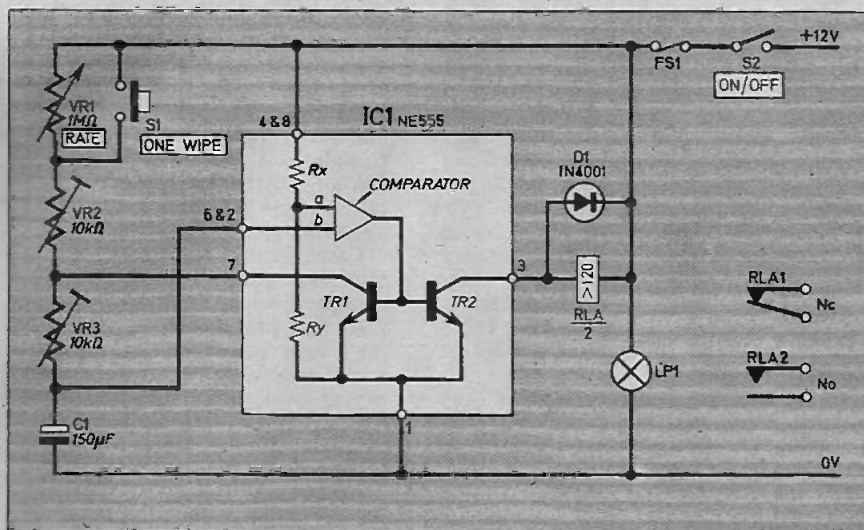 +12V
FS1
S2
ON/OFF
VR1
1MΩ
RATE
S1
ONE WIPE
IC1 NE555
4&8
Rx
COMPARATOR
a
b
6&2
D1
1N4001
VR2
10kΩ
7
3
TR1
TR2
>120
RLA
2
RLA1
Nc
VR3
10kΩ
Ry
RLA2
No
LP1
C1
150µF
1
0V